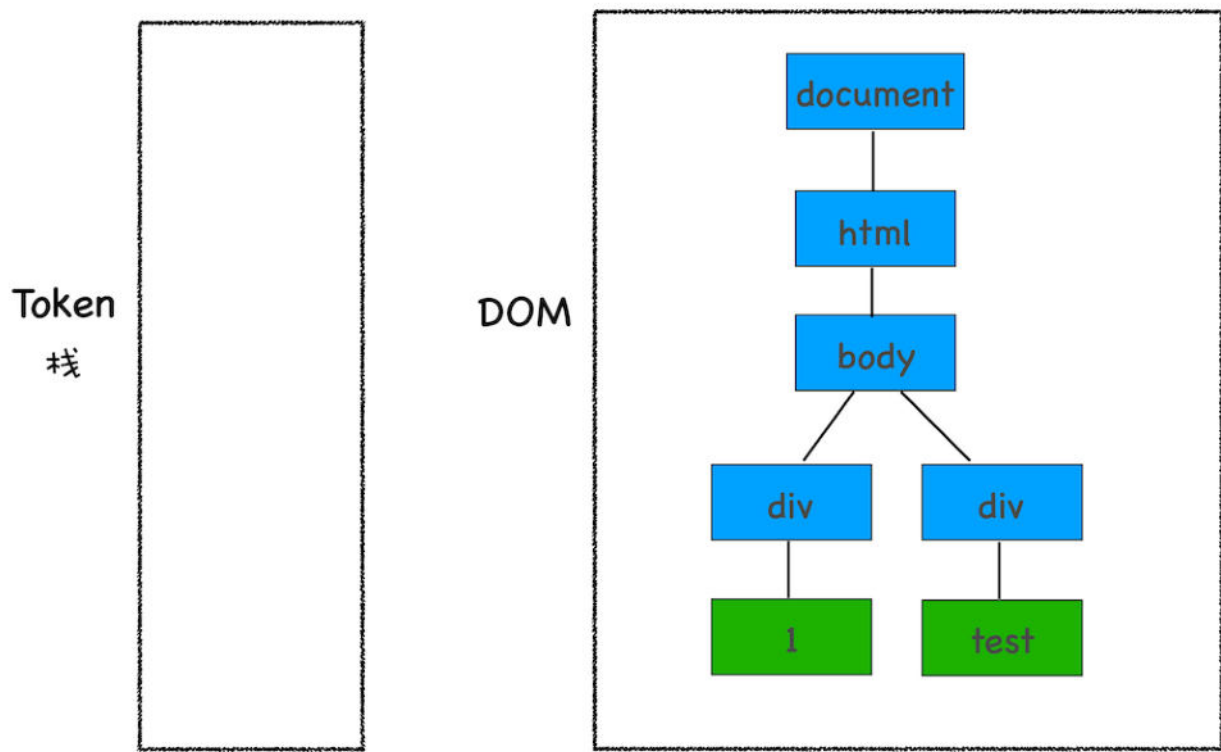 document
html
Token
栈
DOM
body
div
div
1
test